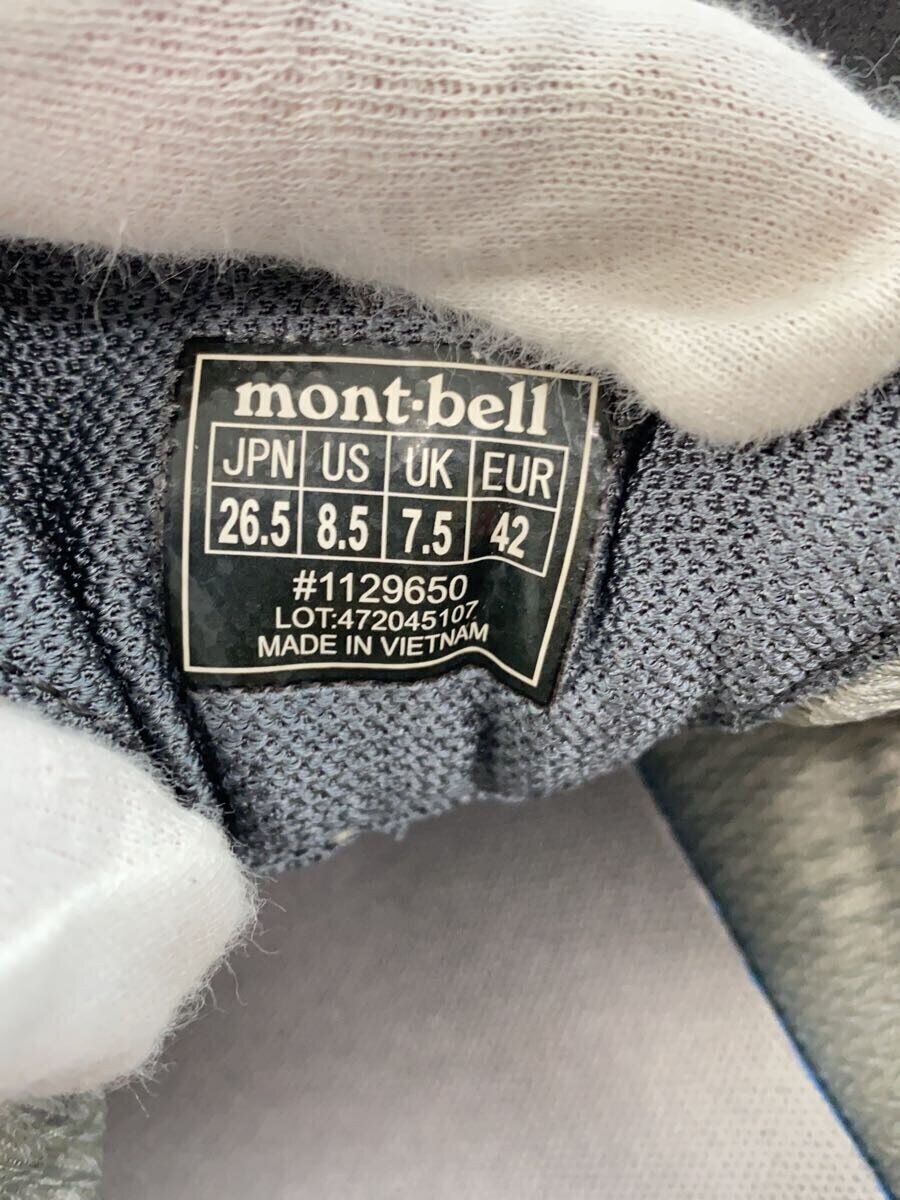 mont·bell
JPN US UK EUR
26.5 8.5 7.5 42
#1129650
LOT:472045107
MADE IN VIETNAM